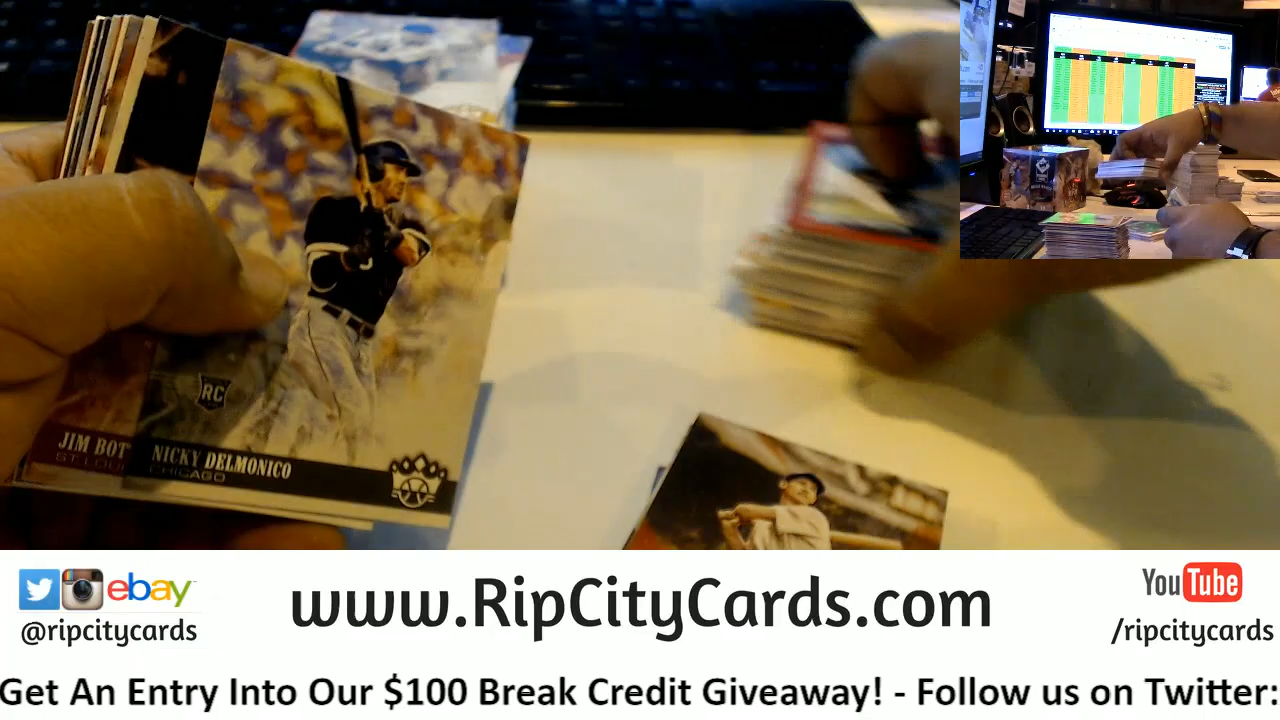 RC
JIM BOT
ST LOUI
NICKY DELMONICO
CHICAGO
ebay
@ripcitycards
www.RipCityCards.com
YouTube
/ripcitycards
Get An Entry Into Our $100 Break Credit Giveaway! - Follow us on Twitter: